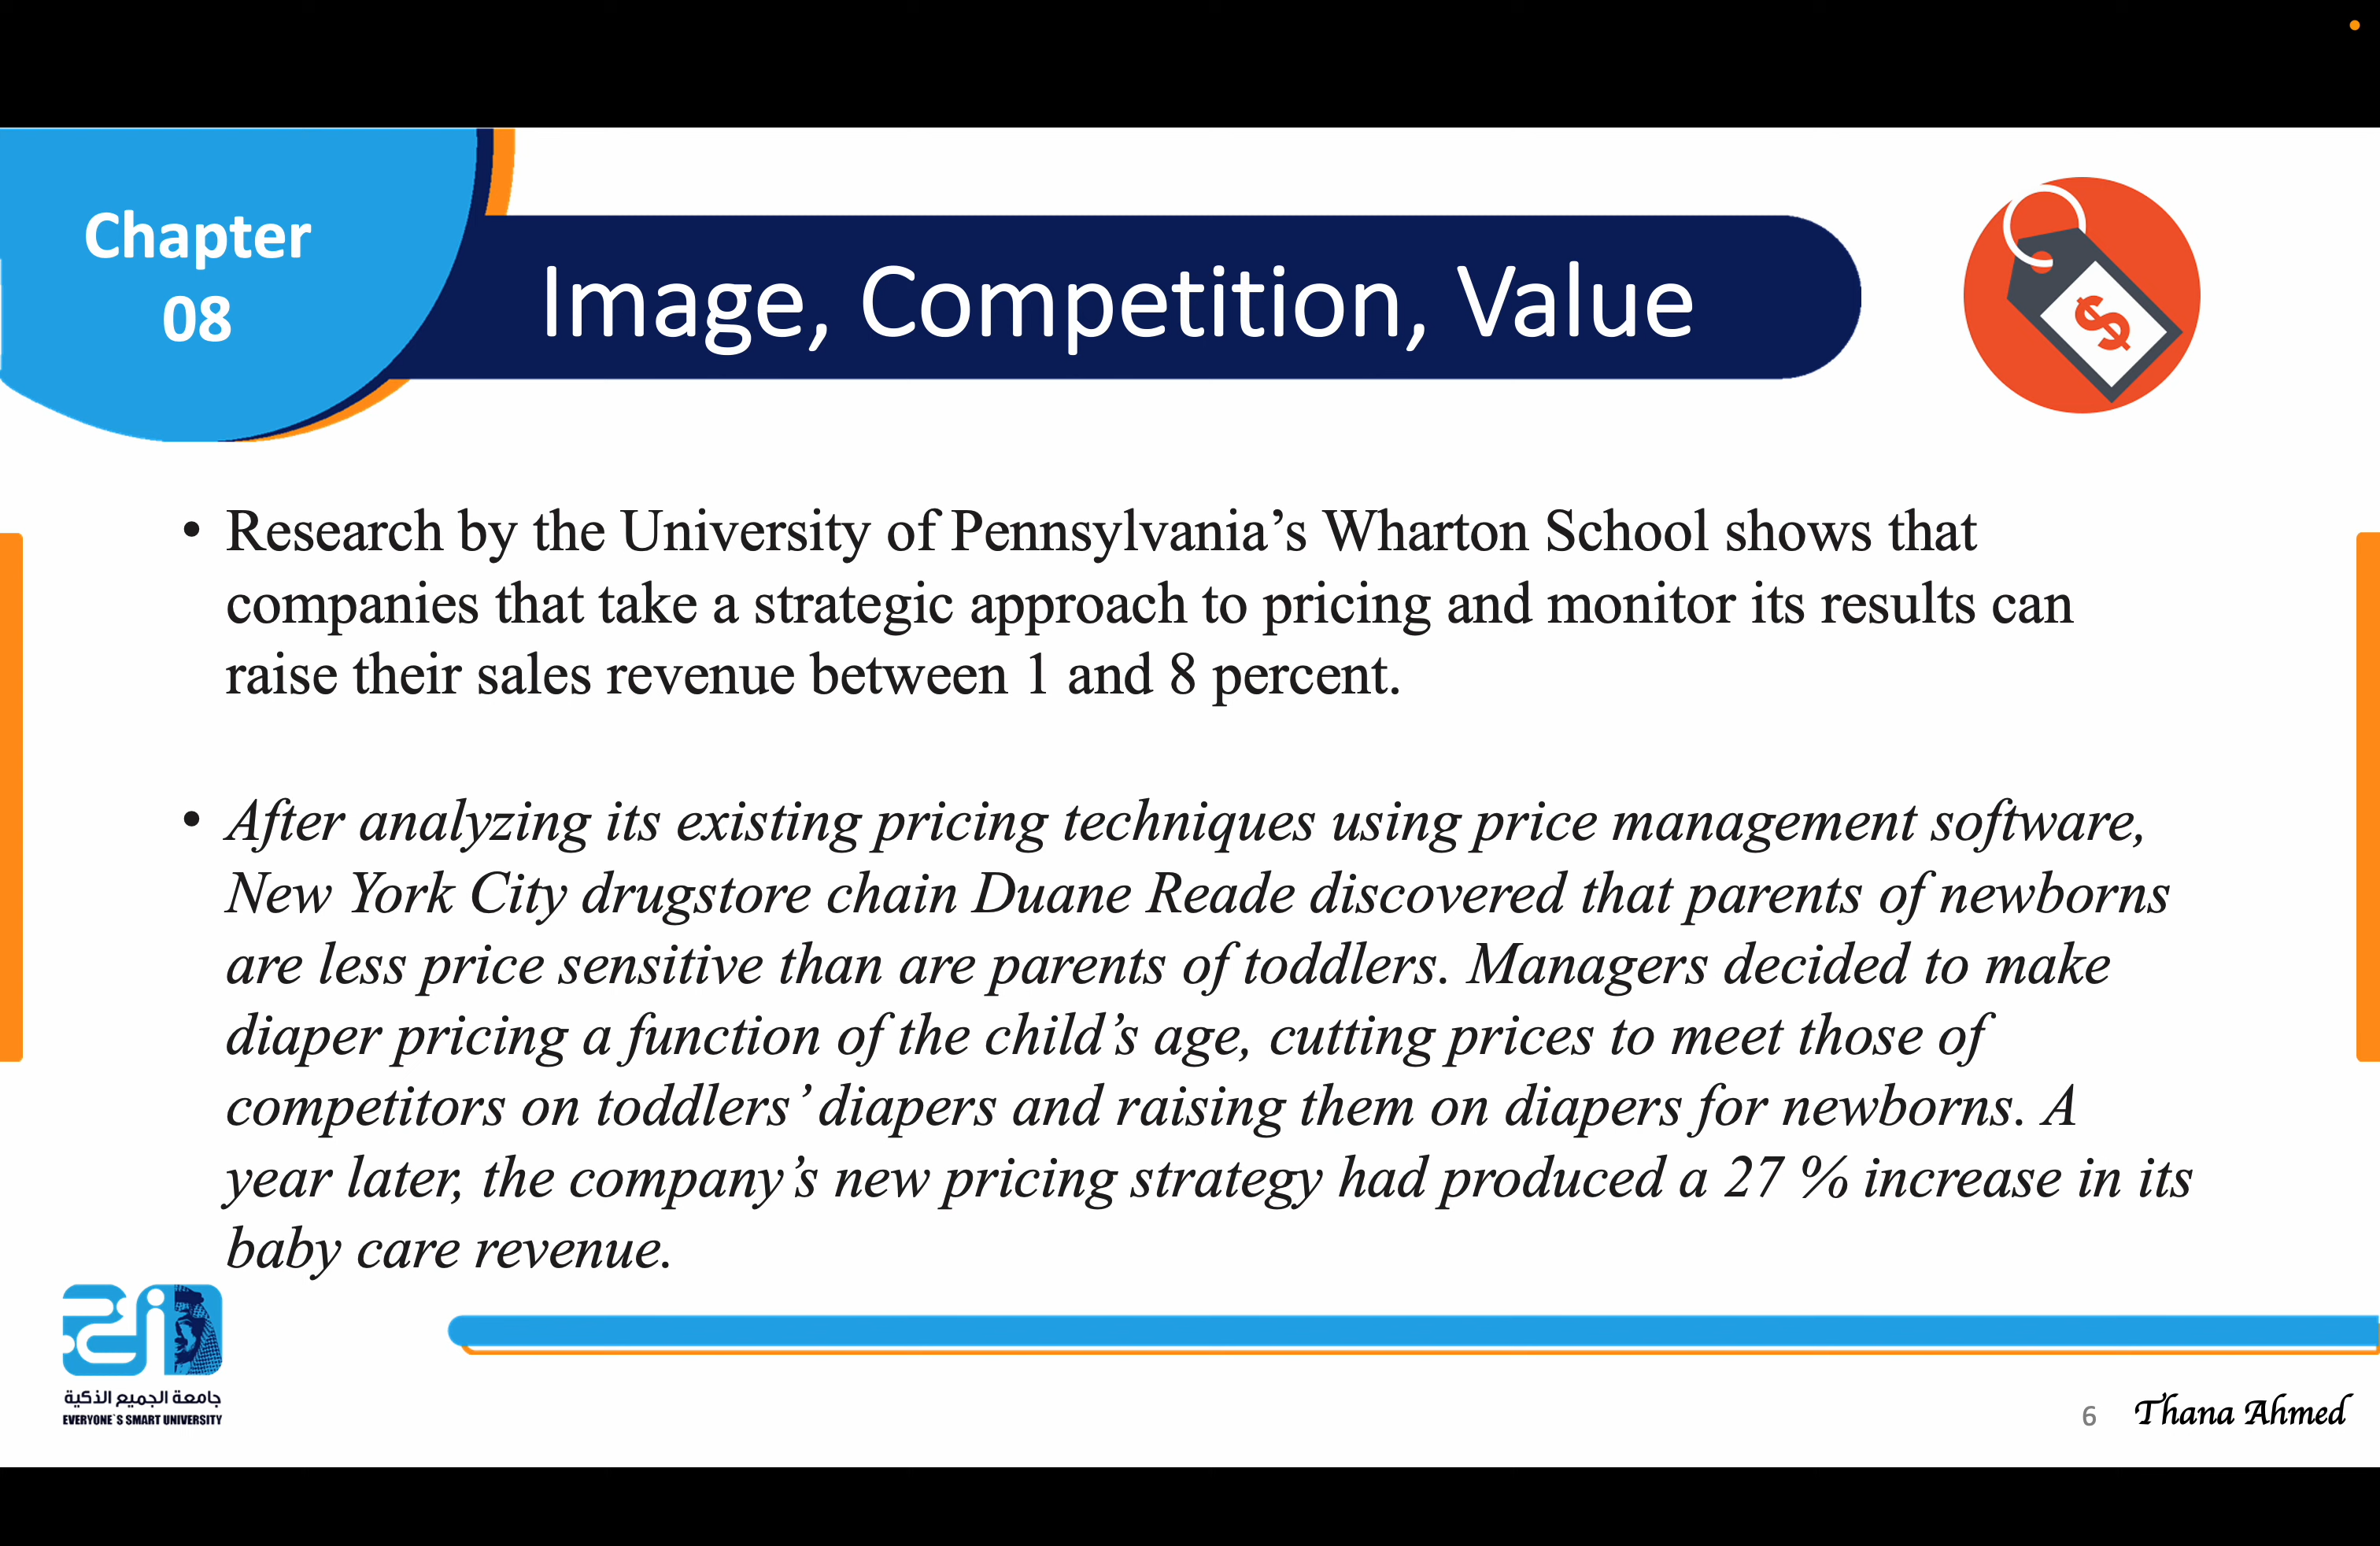 Chapter
08
Image, Competition, Value
$
• Research by the University of Pennsylvania’s Wharton School shows that
companies that take a strategic approach to pricing and monitor its results can
raise their sales revenue between 1 and 8 percent.
• After analyzing its existing pricing techniques using price management software,
New York City drugstore chain Duane Reade discovered that parents of newborns
are less price sensitive than are parents of toddlers. Managers decided to make
diaper pricing a function of the child’s age, cutting prices to meet those of
competitors on toddlers’ diapers and raising them on diapers for newborns. A
year later, the company’s new pricing strategy had produced a 27 % increase in its
baby care revenue.
جامعة الجميع الذكية
EVERYONE`S SMART UNIVERSITY
6
Thana Ahmed